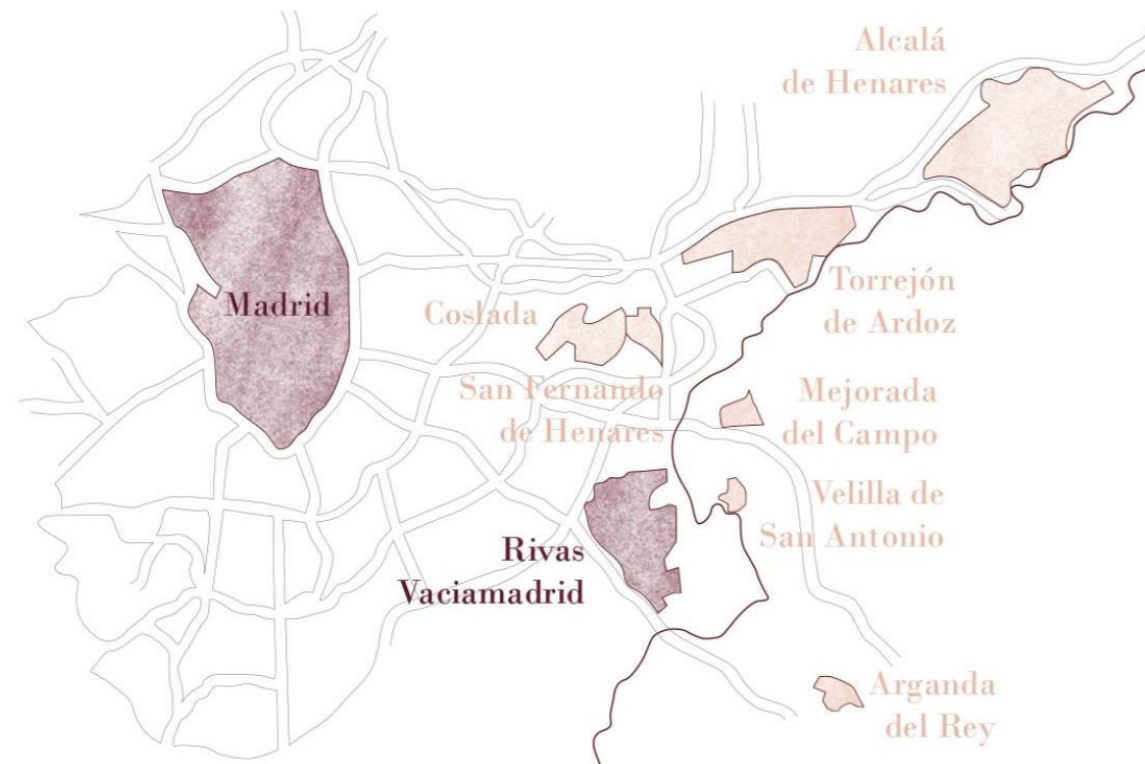 Alcalá
de Henares
Madrid
Coslada
Torrejón
de Ardoz
San Fernando
de Henares
Mejorada
del Campo
Velilla de
San Antonio
Rivas
Vaciamadrid
Arganda
del Rey